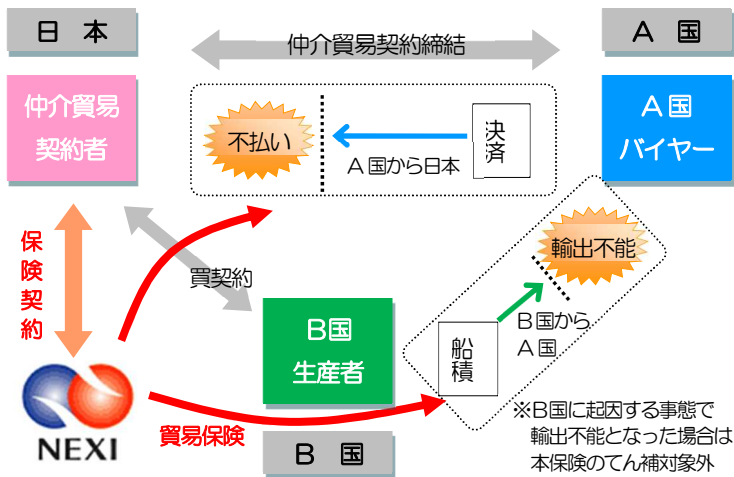 日 本
仲介貿易契約締結
A 国
仲介貿易
契約者
不払い
決済
A国から日本
A国
バイヤー
保険契約
買契約
輸出不能
B国から
A国
船積
B国
生産者
NEXI
貿易保険
B 国
※B国に起因する事態で
輸出不能となった場合は
本保険のてん補対象外